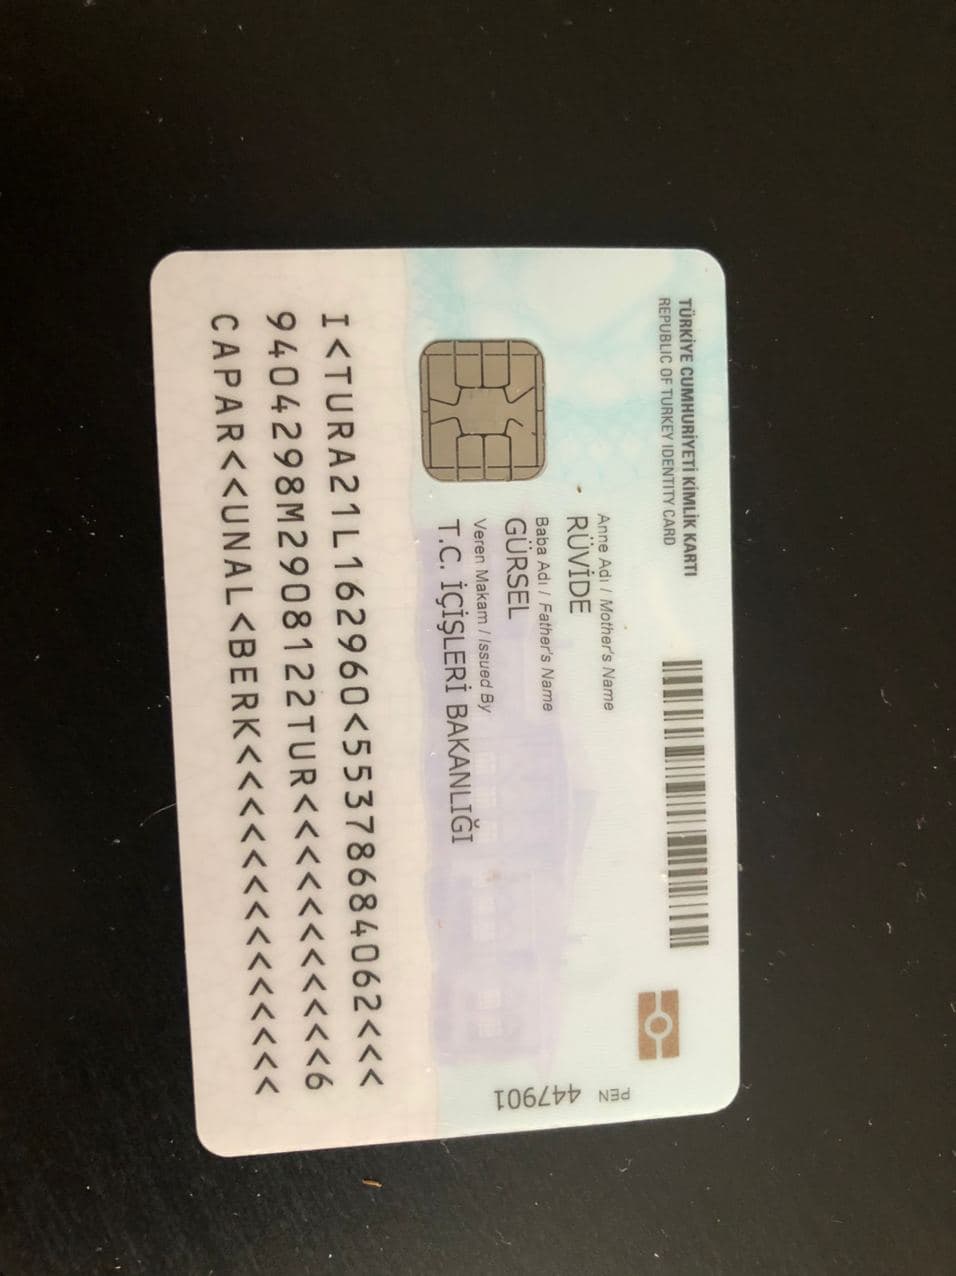 TÜRKİYE CUMHURİYETİ KİMLİK KARTI
REPUBLIC OF TURKEY IDENTITY CARD
Anne Adı / Mother's Name
RÜVİDE
Baba Adı / Father's Name
GÜRSEL
Veren Makam / Issued By
T.C. İÇİŞLERİ BAKANLIĞI
PEN 447901
I<TURA21L162960<55378684062<<<
9404298M2908122TUR<<<<<<<<<<<6
CAPAR<<UNAL<BERK<<<<<<<<<<<<<<